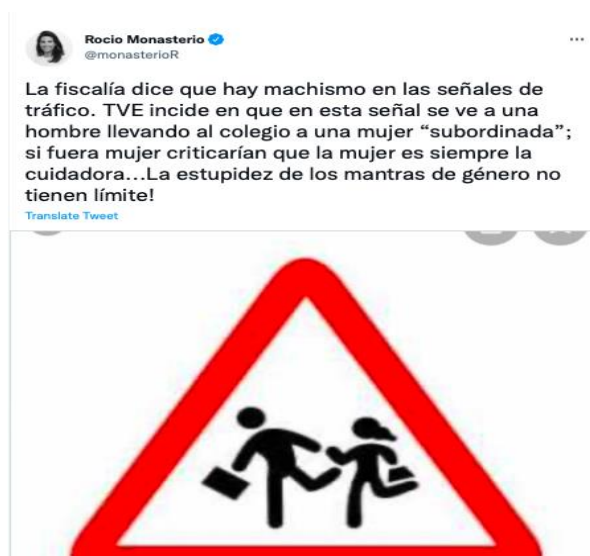 Rocio Monasterio
@monasterioR
La fiscalía dice que hay machismo en las señales de
tráfico. TVE incide en que en esta señal se ve a una
hombre llevando al colegio a una mujer “subordinada”;
si fuera mujer criticarían que la mujer es siempre la
cuidadora...La estupidez de los mantras de género no
tienen límite!
Translate Tweet